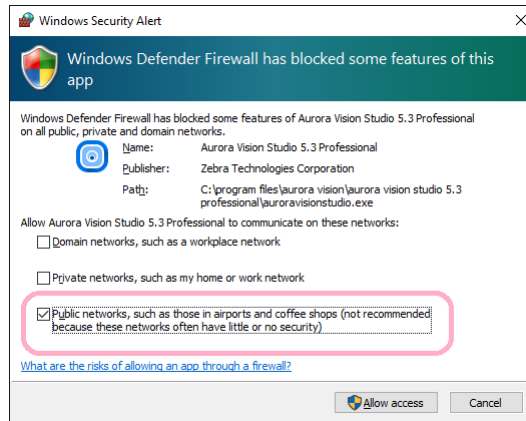 Windows Security Alert
Windows Defender Firewall has blocked some features of this
app
Windows Defender Firewall has blocked some features of Aurora Vision Studio 5.3 Professional
on all public, private and domain networks.
Name: Aurora Vision Studio 5.3 Professional
Publisher: Zebra Technologies Corporation
Path: C:\program files\aurora vision\aurora vision studio 5.3
professional\auroravisionstudio.exe
Allow Aurora Vision Studio 5.3 Professional to communicate on these networks:
Domain networks, such as a workplace network
Private networks, such as my home or work network
Public networks, such as those in airports and coffee shops (not recommended
because these networks often have little or no security)
What are the risks of allowing an app through a firewall?
Allow access Cancel